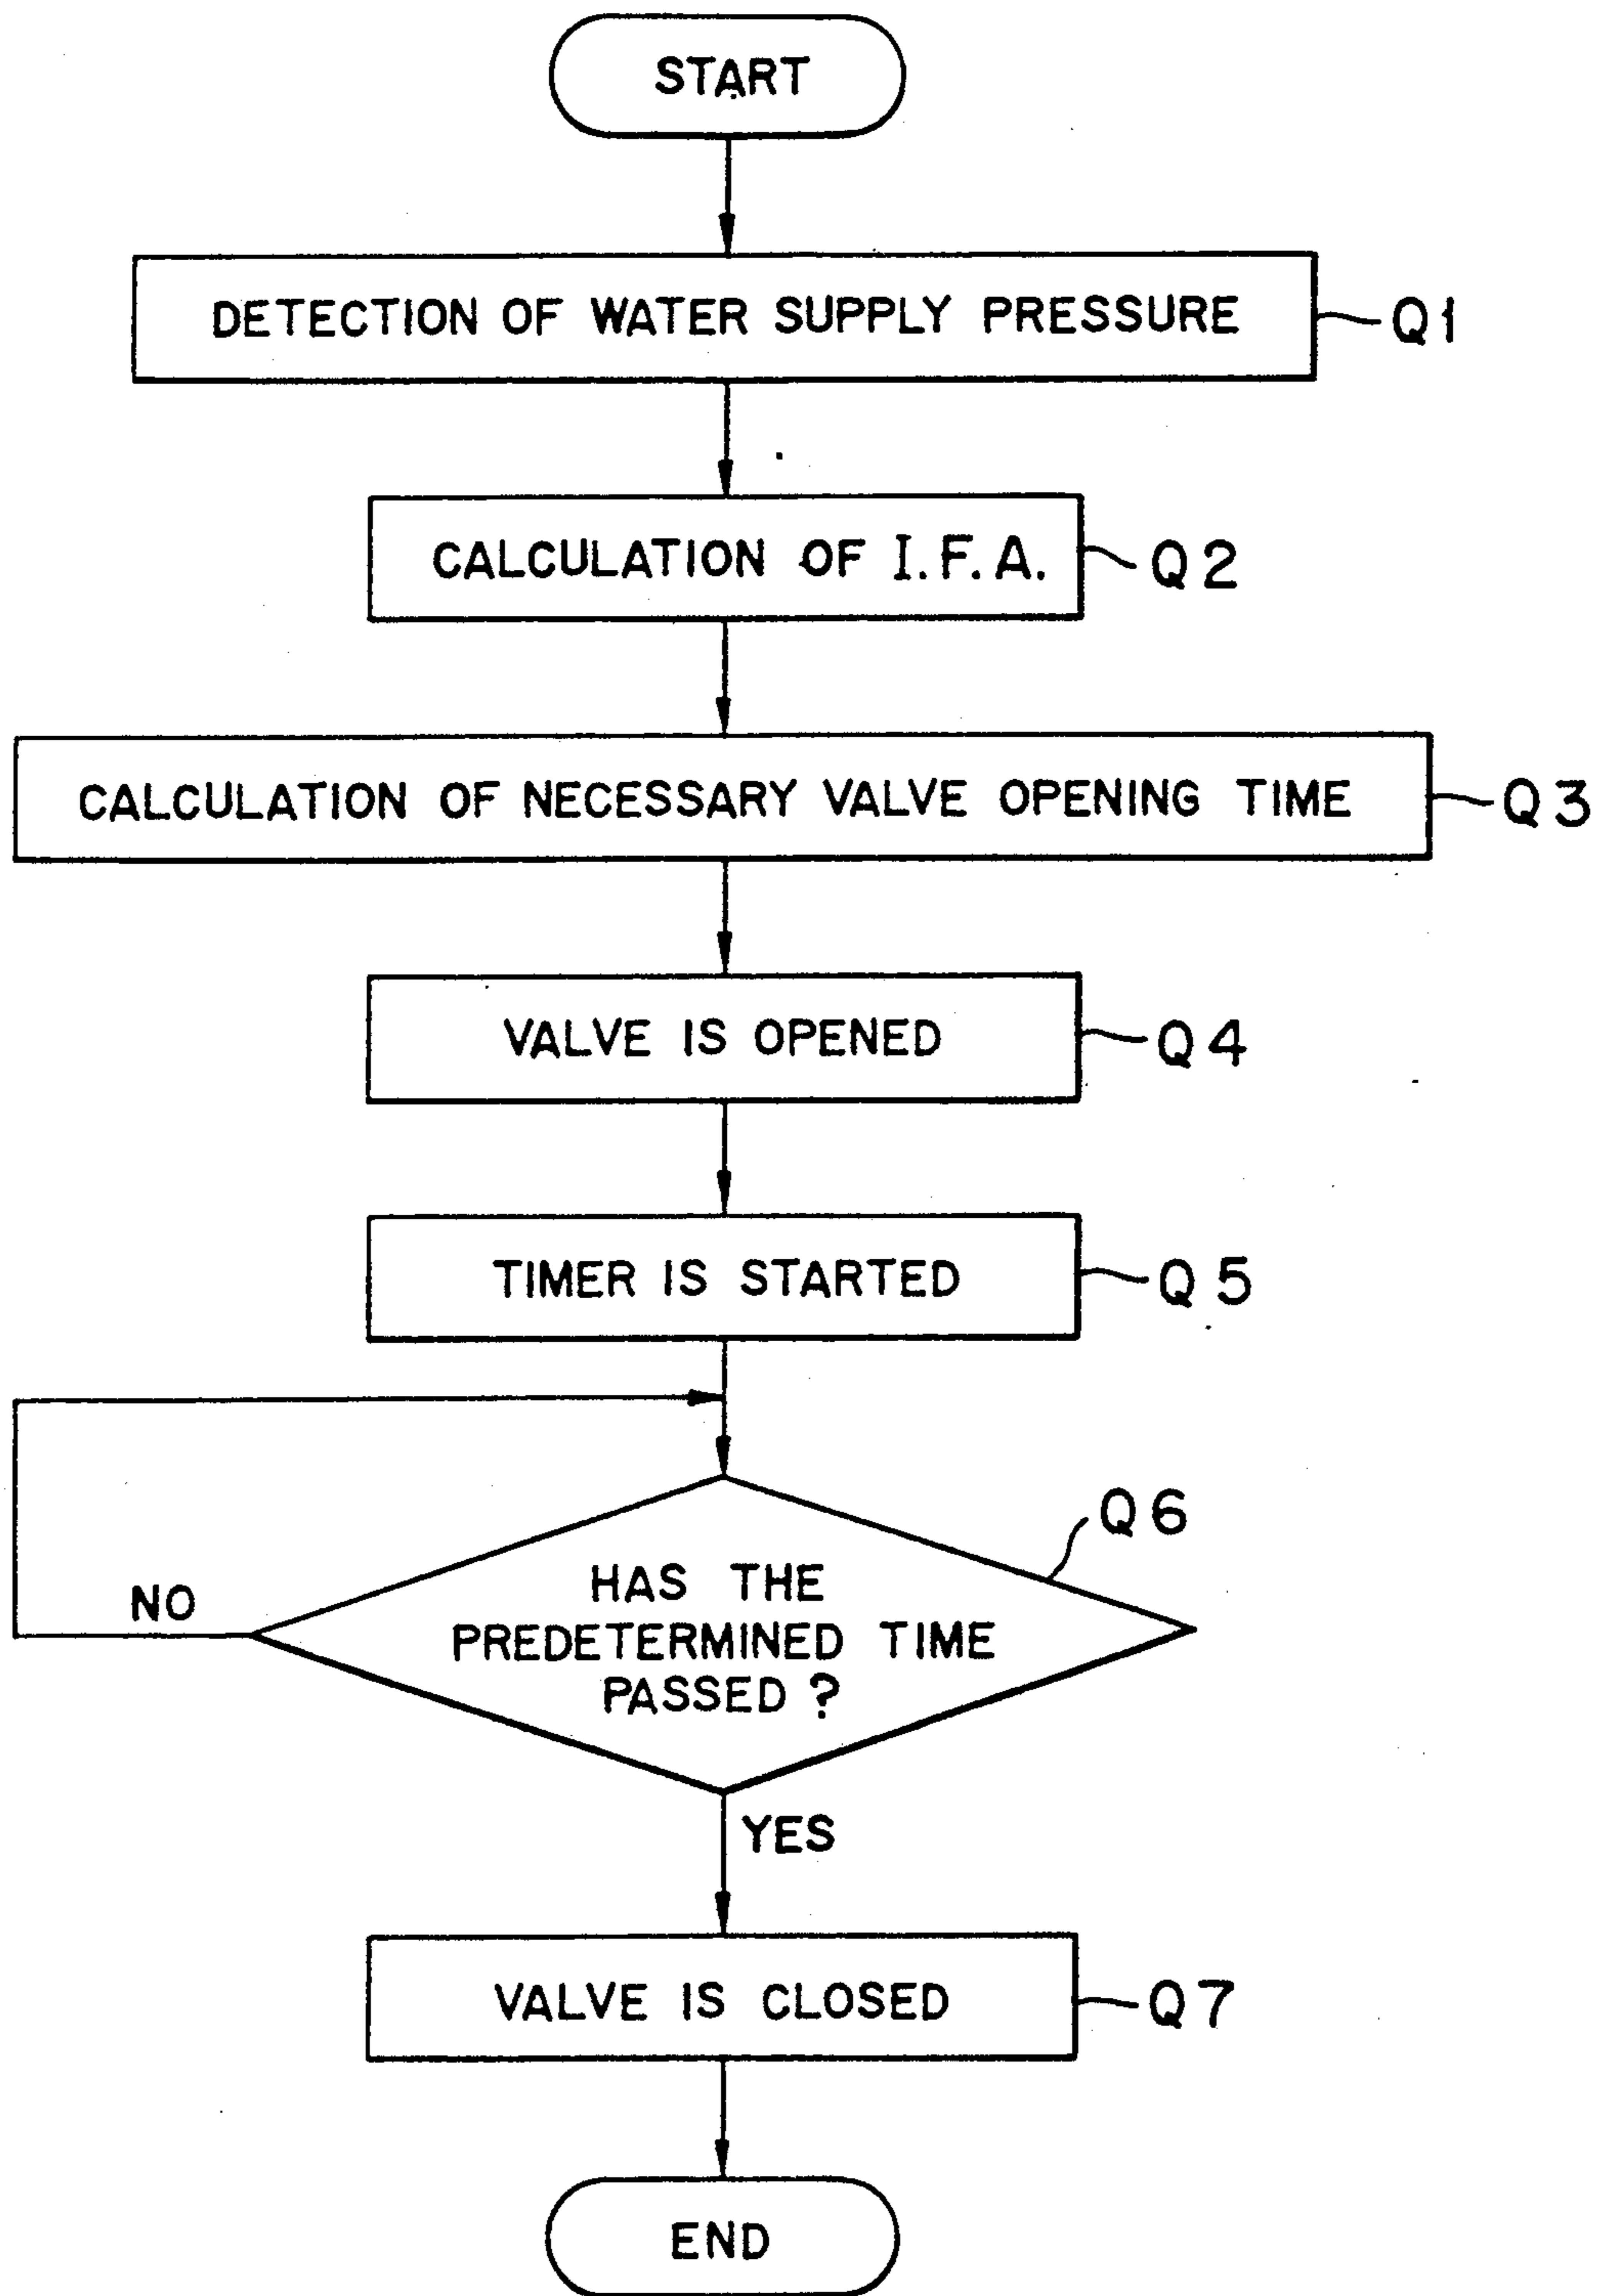 START
DETECTION OF WATER SUPPLY PRESSURE
Q1
CALCULATION OF I.F.A.
Q2
CALCULATION OF NECESSARY VALVE OPENING TIME
Q3
VALVE IS OPENED
Q4
TIMER IS STARTED
Q5
Q6
HAS THE
PREDETERMINED TIME
PASSED ?
NO
YES
VALVE IS CLOSED
Q7
END